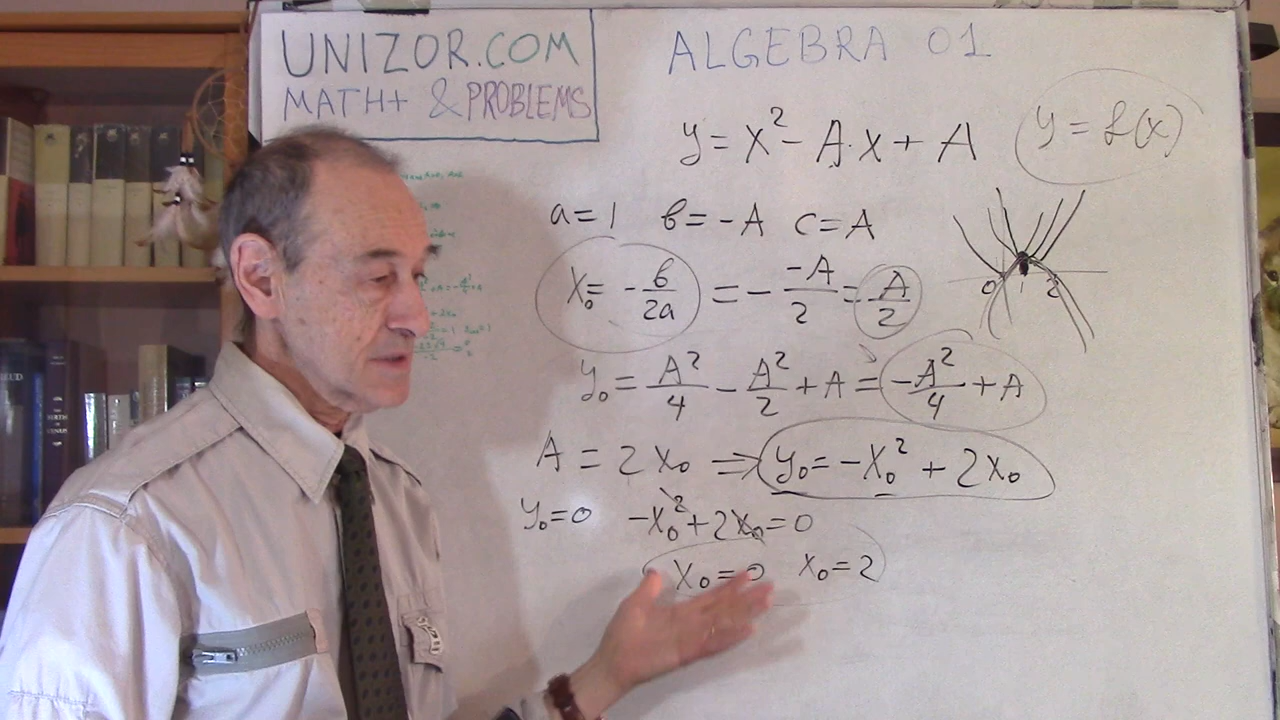 UNIZOR.COM
MATH+ & PROBLEMS
ALGEBRA 01
y = x² - A·x + A
y = f(x)
a = 1 b = -A c = A
x₀ = - b/2a = - -A/2 = A/2
0 1 2
y₀ = A²/4 - A²/2 + A = -A²/4 + A
A = 2x₀ ⇒ y₀ = -x₀² + 2x₀
y₀ = 0 -x₀² + 2x₀ = 0
x₀ = 0 x₀ = 2